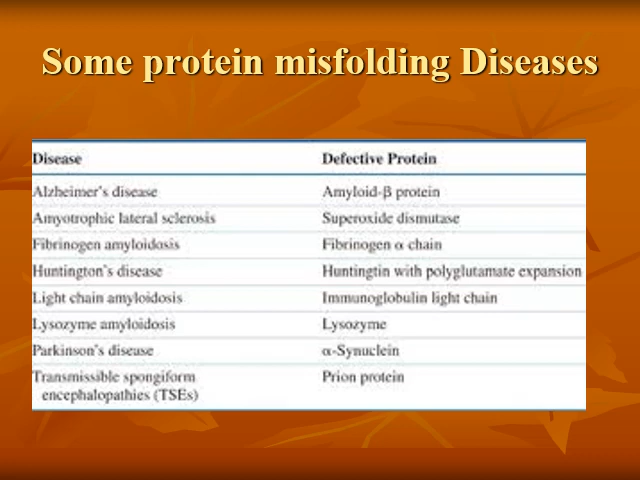 Some protein misfolding Diseases
Disease Defective Protein
Alzheimer's disease Amyloid-β protein
Amyotrophic lateral sclerosis Superoxide dismutase
Fibrinogen amyloidosis Fibrinogen α chain
Huntington's disease Huntingtin with polyglutamate expansion
Light chain amyloidosis Immunoglobulin light chain
Lysozyme amyloidosis Lysozyme
Parkinson's disease α-Synuclein
Transmissible spongiform Prion protein
encephalopathies (TSEs)